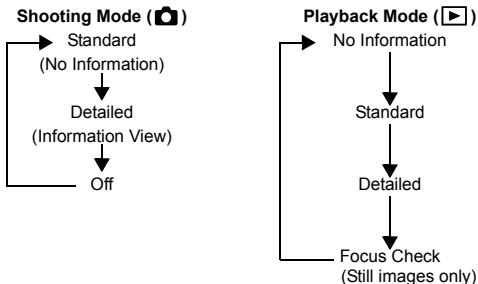 Shooting Mode ( )
Standard
(No Information)
Detailed
(Information View)
Off
Playback Mode ( )
No Information
Standard
Detailed
Focus Check
(Still images only)